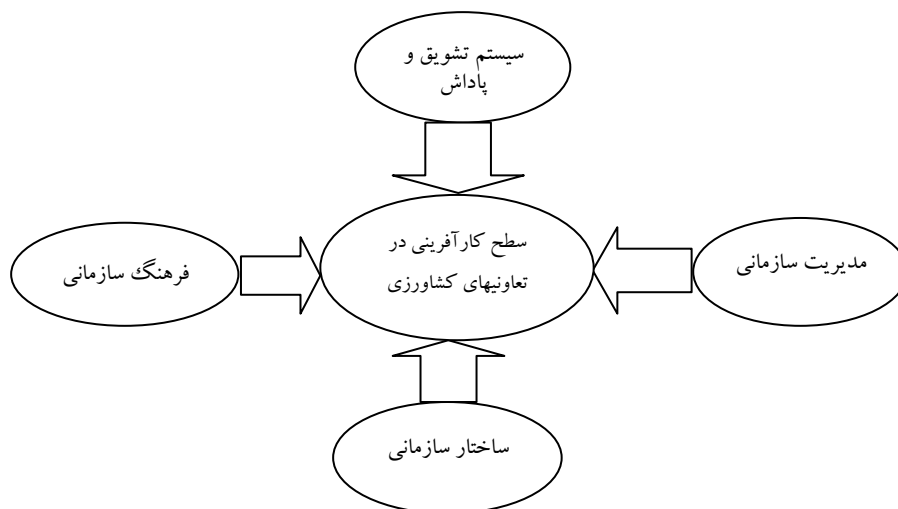 سیستم تشویق و
پاداش
سطح کارآفرینی در
تعاونیهای کشاورزی
مدیریت سازمانی
فرهنگ سازمانی
ساختار سازمانی